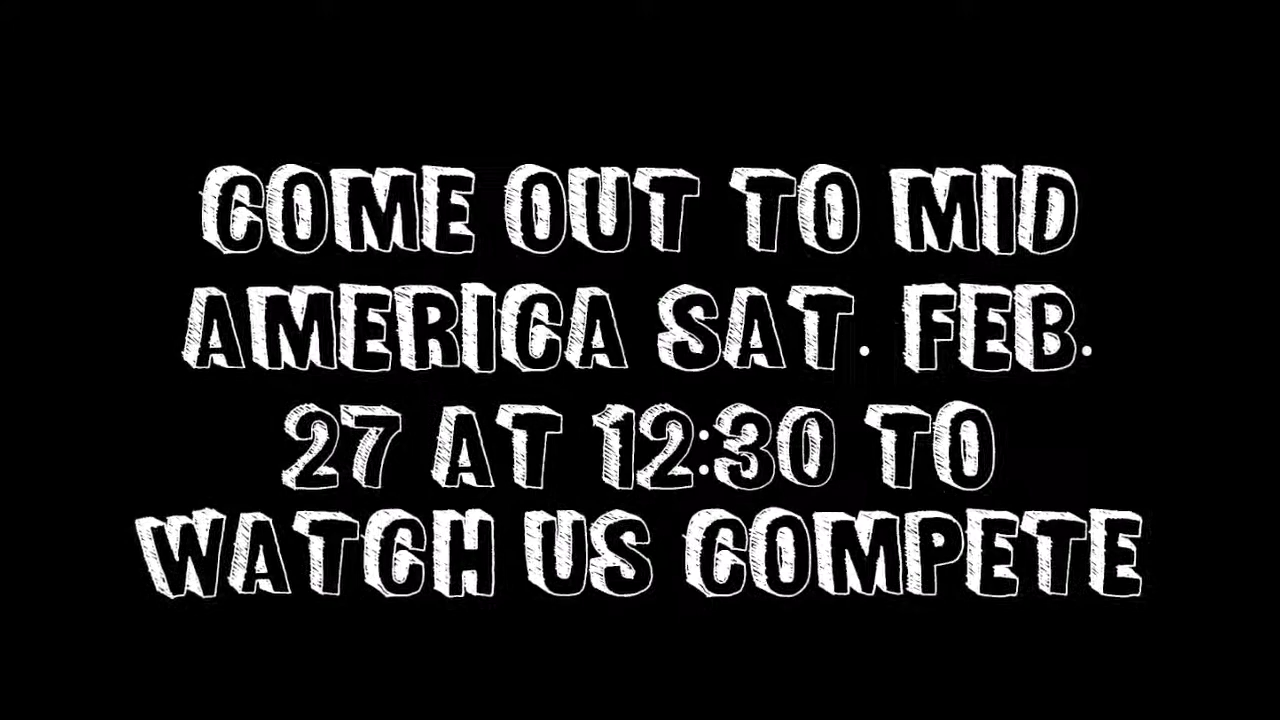 COME OUT TO MID
AMERICA SAT. FEB.
27 AT 12:30 TO
WATCH US COMPETE